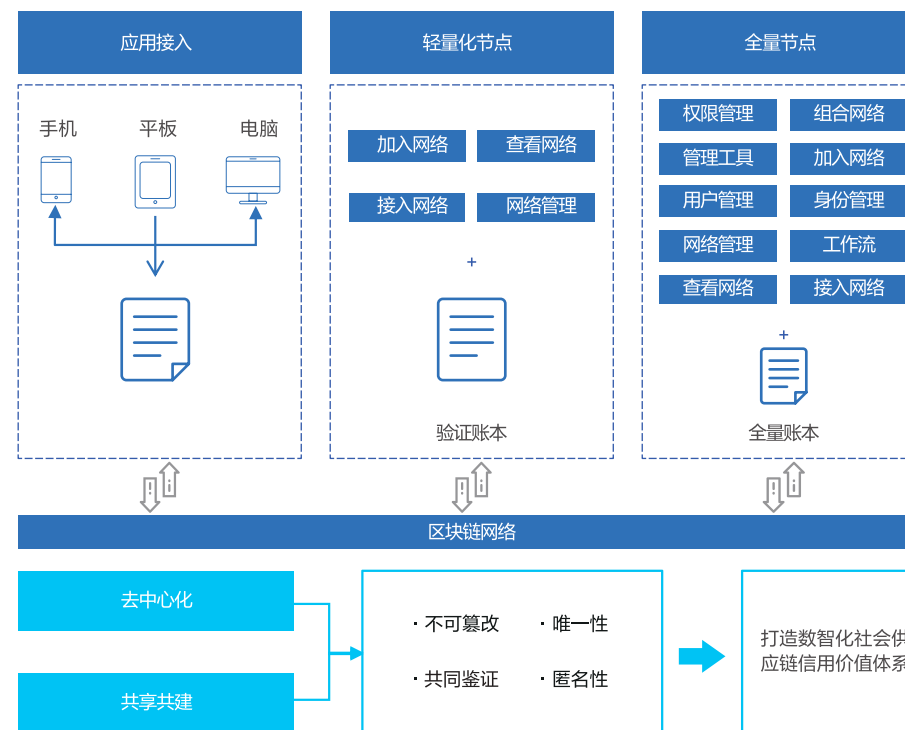 应用接入
轻量化节点
全量节点
手机
平板
电脑
加入网络
查看网络
接入网络
网络管理
+
验证账本
权限管理
组合网络
管理工具
加入网络
用户管理
身份管理
网络管理
工作流
查看网络
接入网络
+
全量账本
区块链网络
去中心化
共享共建
·不可篡改
·唯一性
·共同鉴证
·匿名性
打造数智化社会供
应链信用价值体系